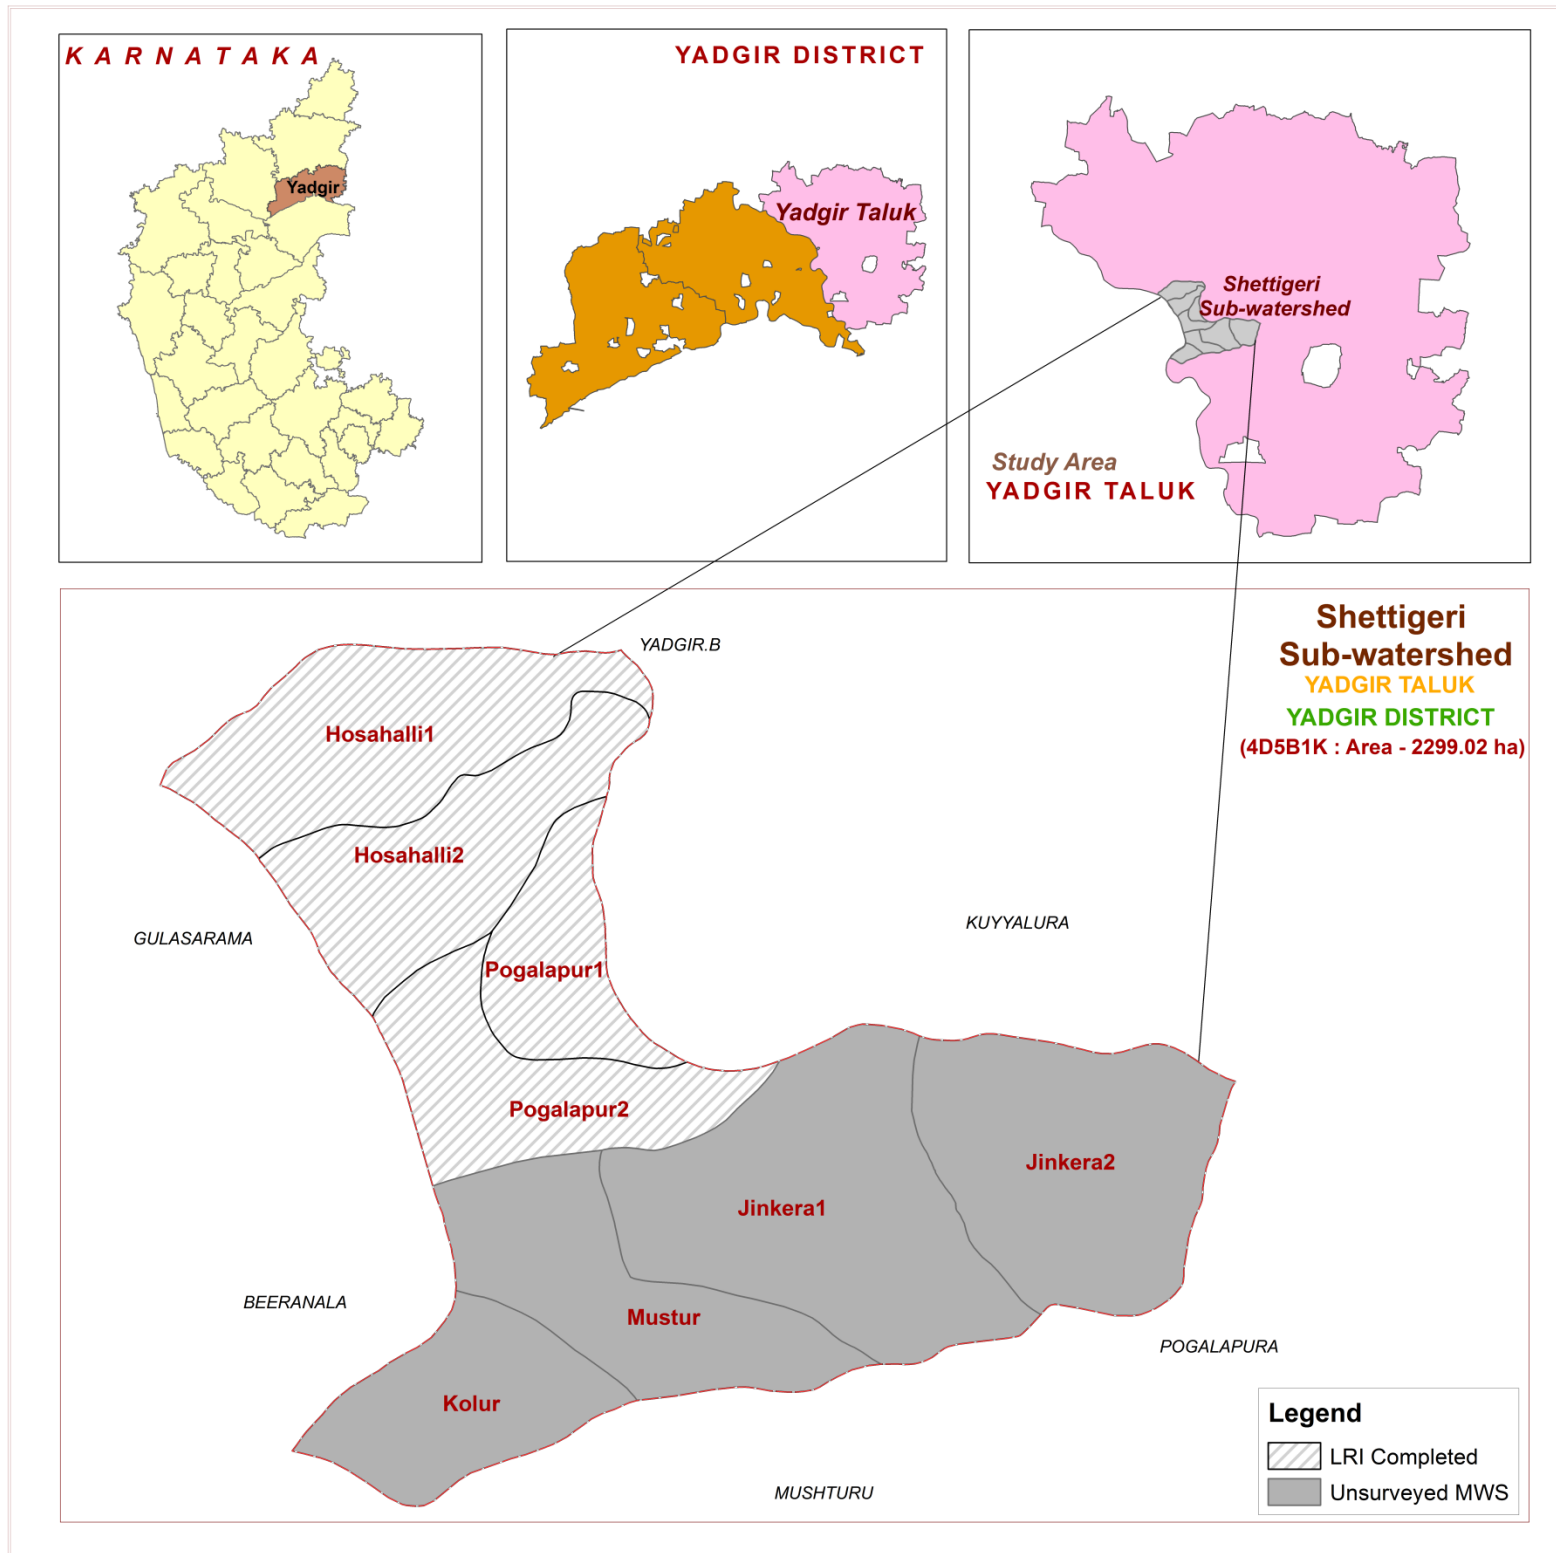 K A R N A T A K A
Yadgir
YADGIR DISTRICT
Yadgir Taluk
Shettigeri
Sub-watershed
Study Area
YADGIR TALUK
Shettigeri
Sub-watershed
YADGIR TALUK
YADGIR DISTRICT
(4D5B1K : Area - 2299.02 ha)
YADGIR.B
Hosahalli1
Hosahalli2
GULASARAMA
KUYYALURA
Pogalapur1
Pogalapur2
Jinkera2
Jinkera1
BEERANALA
Mustur
POGALAPURA
Kolur
MUSHTURU
Legend
LRI Completed
Unsurveyed MWS